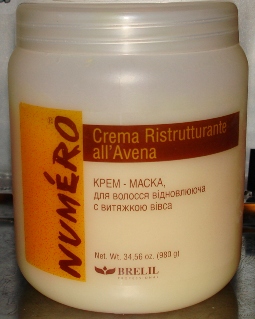 NUMÉRO
Crema Ristrutturante
all'Avena
КРЕМ - МАСКА,
для волосся відновлююча
с витяжкою вівса
Net. Wt. 34,56 oz. (980 g)
BRELIL
PROFESSIONAL